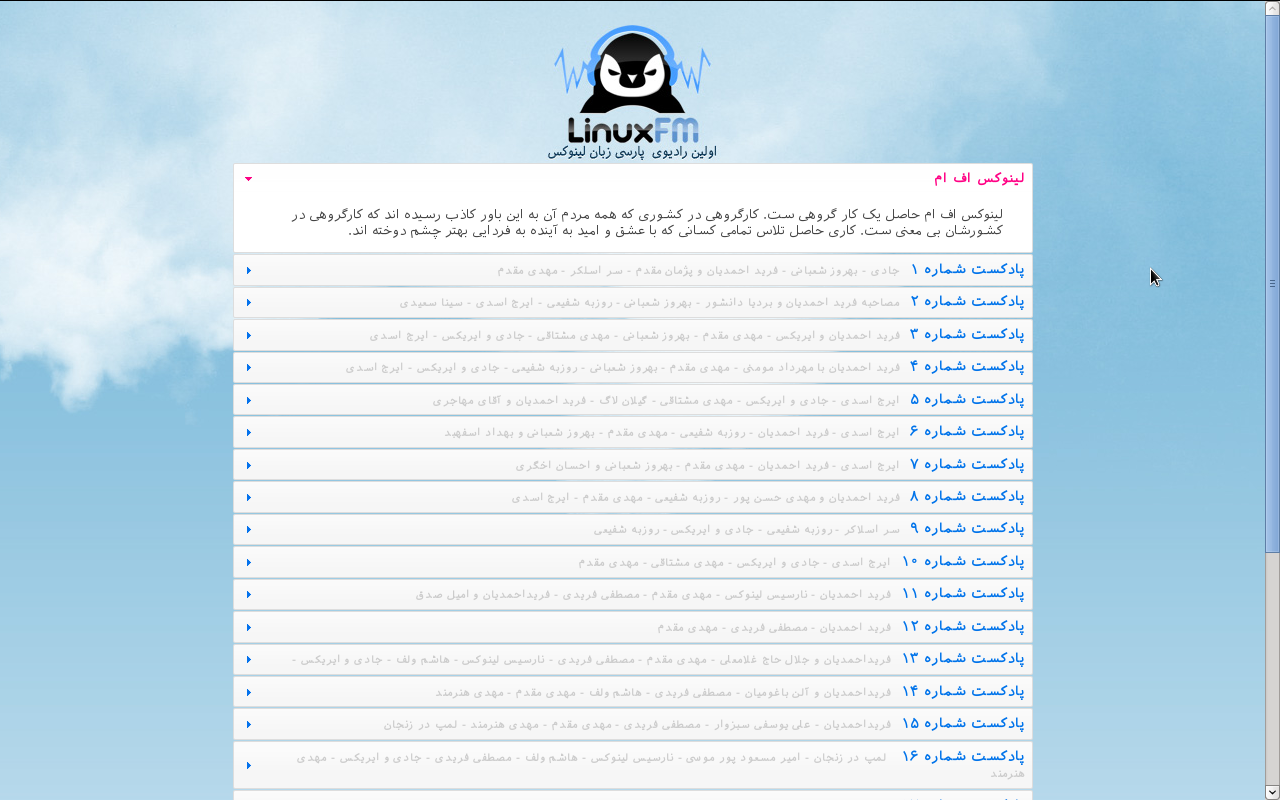 LinuxFM
اولین رادیوی پارسی زبان لینوکس
لینوکس اف ام
لینوکس اف ام حاصل یک کار گروهی ست. کارگروهی در کشوری که همه مردم آن به این باور کاذب رسیده اند که کارگروهی در
کشورشان بی معنی ست. کاری حاصل تلاس تمامی کسانی که با عشق و امید به آینده به فردایی بهتر چشم دوخته اند.
پادکست شماره ۱ جادی - بهروز شعبانی - فرید احمدیان و پژمان مقدم - سر اسلکر - مهدی مقدم
پادکست شماره ۲ مصاحبه فرید احمدیان و بردیا دانشور - بهروز شعبانی - روزبه شفیعی - ایرج اسدی - سینا سعیدی
پادکست شماره ۳ فرید احمدیان و ایریکس - مهدی مقدم - بهروز شعبانی - مهدی مشتاقی - جادی و ایریکس - ایرج اسدی
پادکست شماره ۴ فرید احمدیان با مهرداد مومنی - مهدی مقدم - بهروز شعبانی - روزبه شفیعی - جادی و ایریکس - ایرج اسدی
پادکست شماره ۵ ایرج اسدی - جادی و ایریکس - مهدی مشتاقی - گیلان لاگ - فرید احمدیان و آقای مهاجری
پادکست شماره ۶ ایرج اسدی - فرید احمدیان - روزبه شفیعی - مهدی مقدم - بهروز شعبانی و بهداد اسفهبد
پادکست شماره ۷ ایرج اسدی - فرید احمدیان - مهدی مقدم - بهروز شعبانی و احسان اخگری
پادکست شماره ۸ فرید احمدیان و مهدی حسن پور - روزبه شفیعی - مهدی مقدم - ایرج اسدی
پادکست شماره ۹ سر اسلاکر - روزبه شفیعی - جادی و ایریکس - روزبه شفیعی
پادکست شماره ۱۰ ایرج اسدی - جادی و ایریکس - مهدی مشتاقی - مهدی مقدم
پادکست شماره ۱۱ فرید احمدیان - نارسیس لینوکس - مهدی مقدم - مصطفی فریدی - فریداحمدیان و امیل صدق
پادکست شماره ۱۲ فرید احمدیان - مصطفی فریدی - مهدی مقدم
پادکست شماره ۱۳ فریداحمدیان و جلال حاج غلامعلی - مهدی مقدم - مصطفی فریدی - نارسیس لینوکس - هاشم ولف - جادی و ایریکس -
پادکست شماره ۱۴ فریداحمدیان و آلن باغومیان - مصطفی فریدی - هاشم ولف - مهدی مقدم - مهدی هنرمند
پادکست شماره ۱۵ فریداحمدیان - علی یوسفی سبزوار - مصطفی فریدی - مهدی مقدم - مهدی هنرمند - لمپ در زنجان
پادکست شماره ۱۶ لمپ در زنجان - امیر مسعود پور موسی - نارسیس لینوکس - هاشم ولف - مصطفی فریدی - جادی و ایریکس - مهدی
هنرمند